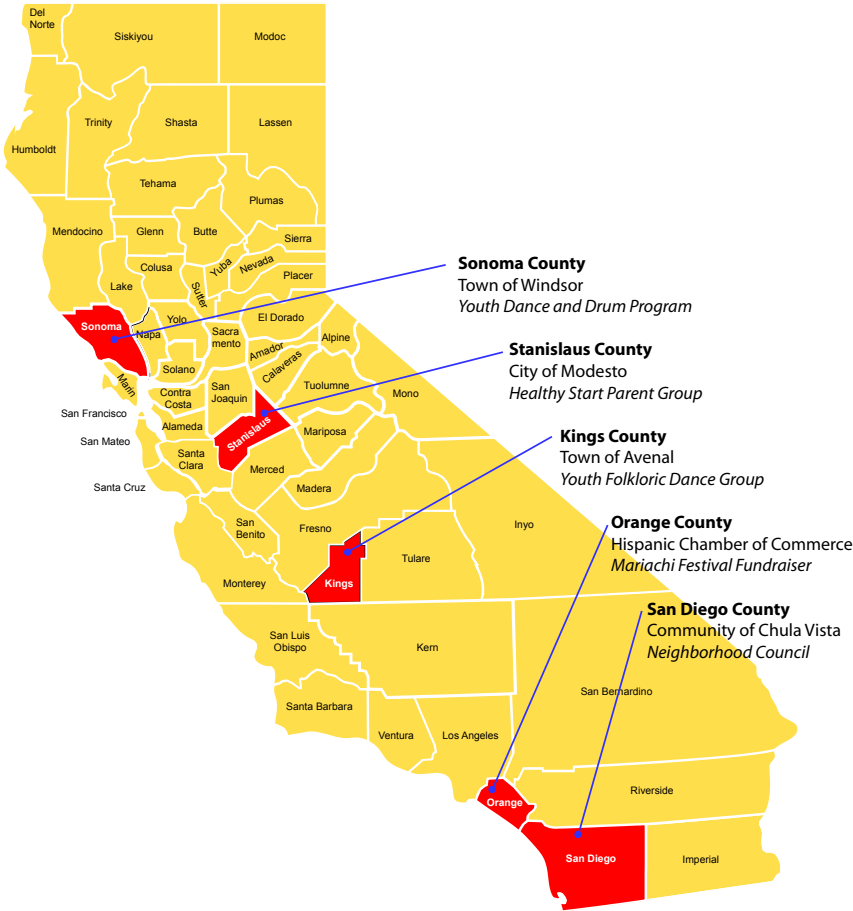 Del
Norte
Siskiyou
Modoc
Trinity
Shasta
Lassen
Humboldt
Tehama
Plumas
Mendocino
Glenn
Butte
Sierra
Colusa
Yuba
Nevada
Placer
Lake
Sutter
Sonoma
Napa
Yolo
Sacra
mento
El Dorado
Alpine
Amador
Calaveras
Solano
Marin
Contra
Costa
San
Joaquin
Tuolumne
Mono
San Francisco
Alameda
Stanislaus
Mariposa
San Mateo
Santa
Clara
Merced
Santa Cruz
Madera
San
Benito
Fresno
Inyo
Tulare
Monterey
Kings
San Luis
Obispo
Kern
San Bernardino
Santa Barbara
Ventura
Los Angeles
Orange
Riverside
San Diego
Imperial
Sonoma County
Town of Windsor
Youth Dance and Drum Program
Stanislaus County
City of Modesto
Healthy Start Parent Group
Kings County
Town of Avenal
Youth Folkloric Dance Group
Orange County
Hispanic Chamber of Commerce
Mariachi Festival Fundraiser
San Diego County
Community of Chula Vista
Neighborhood Council